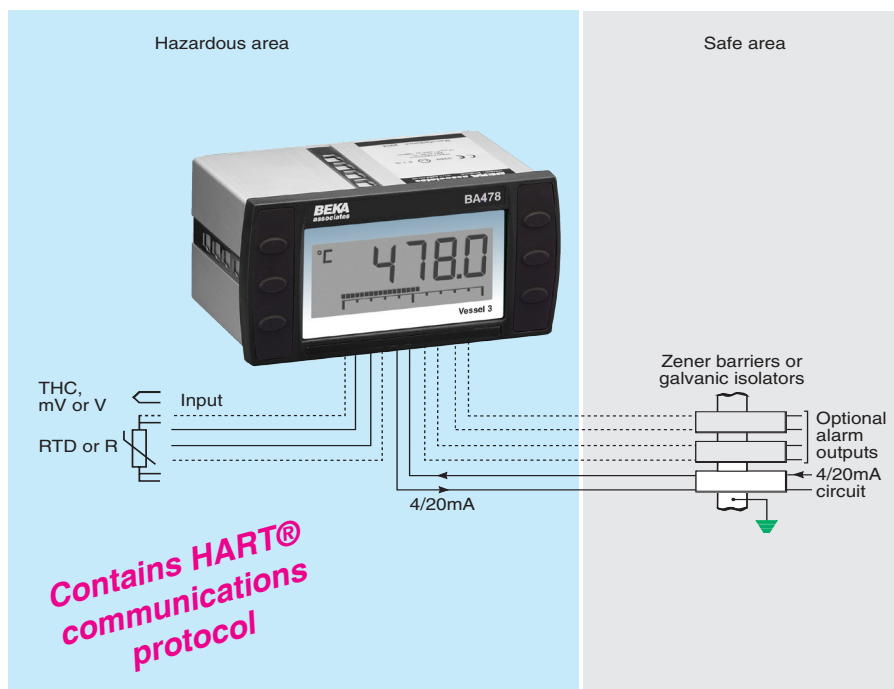 Hazardous area
Safe area
BEKA
associates
BA478
°C
478.0
Vessel 3
Zener barriers or
galvanic isolators
THC,
mV or V
Input
RTD or R
Optional
alarm
outputs
4/20mA
circuit
4/20mA
Contains HART®
communications
protocol